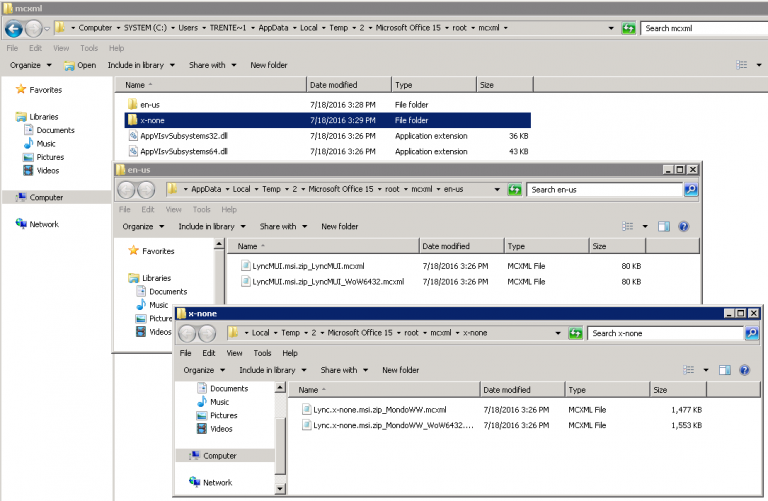 mcxml
Computer SYSTEM (C:) Users TRENTE~1 AppData Local Temp 2 Microsoft Office 15 root mcxml
Search mcxml
File Edit View Tools Help
Organize Open Include in library Share with New folder
Favorites
Libraries
Documents
Music
Pictures
Videos
Computer
Network
Name Date modified Type Size
en-us 7/18/2016 3:28 PM File folder
x-none 7/18/2016 3:29 PM File folder
AppVIsvSubsystems32.dll 7/18/2016 3:26 PM Application extension 36 KB
AppVIsvSubsystems64.dll 7/18/2016 3:26 PM Application extension 43 KB
en-us
AppData Local Temp 2 Microsoft Office 15 root mcxml en-us
Search en-us
File Edit View Tools Help
Organize Include in library Share with New folder
Favorites
Libraries
Documents
Music
Picture
Videos
Name Date modified Type Size
LyncMUI.msi.zip_LyncMUI.mcxml 7/18/2016 3:26 PM MCXML File 80 KB
LyncMUI.msi.zip_LyncMUI_WoW6432.mcxml 7/18/2016 3:26 PM MCXML File 80 KB
x-none
Local Temp 2 Microsoft Office 15 root mcxml x-none
Search x-none
File Edit View Tools Help
Organize Include in library Share with New folder
Documents
Music
Pictures
Videos
Computer
Network
Name Date modified Type Size
Lync.x-none.msi.zip_MondoWW.mcxml 7/18/2016 3:26 PM MCXML File 1,477 KB
Lync.x-none.msi.zip_MondoWW_WoW6432.... 7/18/2016 3:26 PM MCXML File 1,553 KB